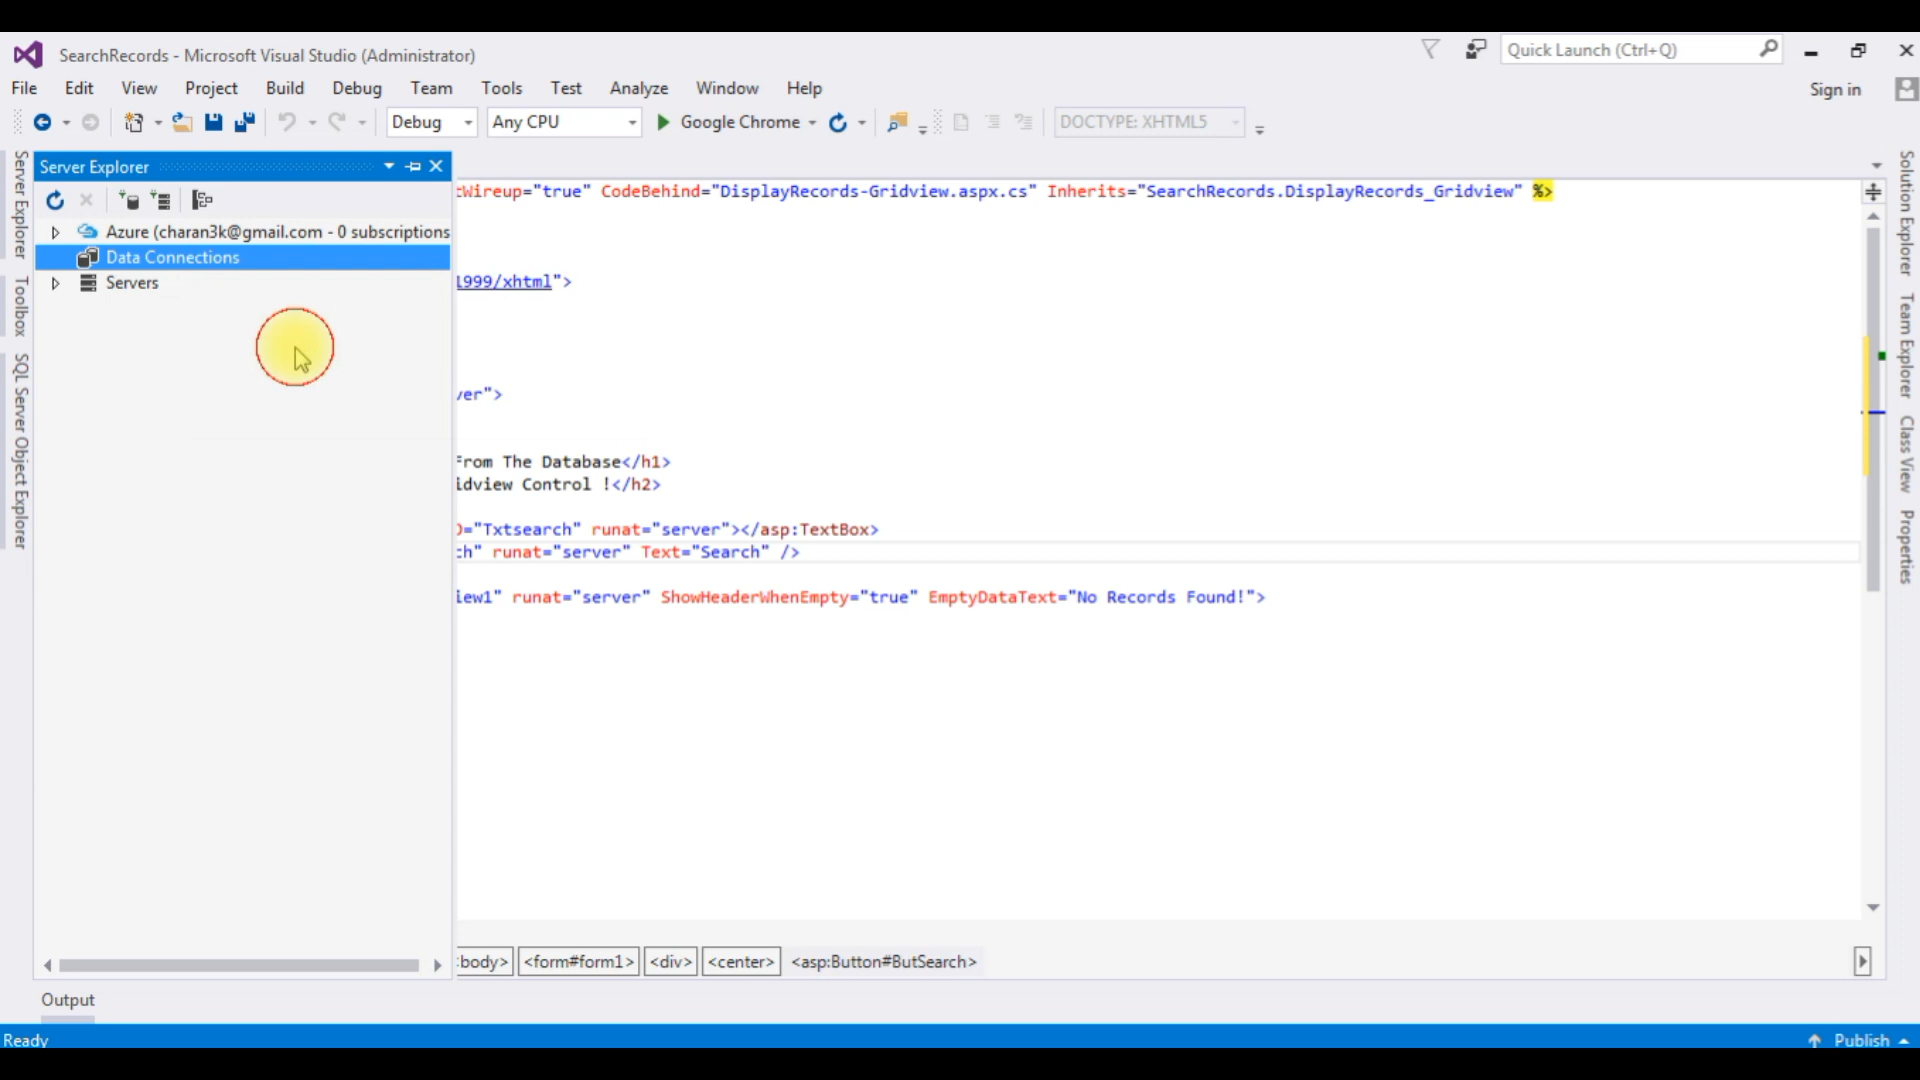 SearchRecords - Microsoft Visual Studio (Administrator)
Quick Launch (Ctrl+Q)
File Edit View Project Build Debug Team Tools Test Analyze Window Help
Sign in
Debug Any CPU Google Chrome DOCTYPE: XHTML5
Server Explorer
Toolbox
SQL Server Object Explorer
Server Explorer
Azure (charan3k@gmail.com - 0 subscriptions
Data Connections
Servers
tWireup="true" CodeBehind="DisplayRecords-Gridview.aspx.cs" Inherits="SearchRecords.DisplayRecords_Gridview" %>
1999/xhtml">
ver">
From The Database</h1>
idview Control !</h2>
D="Txtsearch" runat="server"></asp:TextBox>
ch" runat="server" Text="Search" />
iew1" runat="server" ShowHeaderWhenEmpty="true" EmptyDataText="No Records Found!">
Solution Explorer
Team Explorer
Class View
Properties
body> <form#form1> <div> <center> <asp:Button#ButSearch>
Output
Ready
Publish